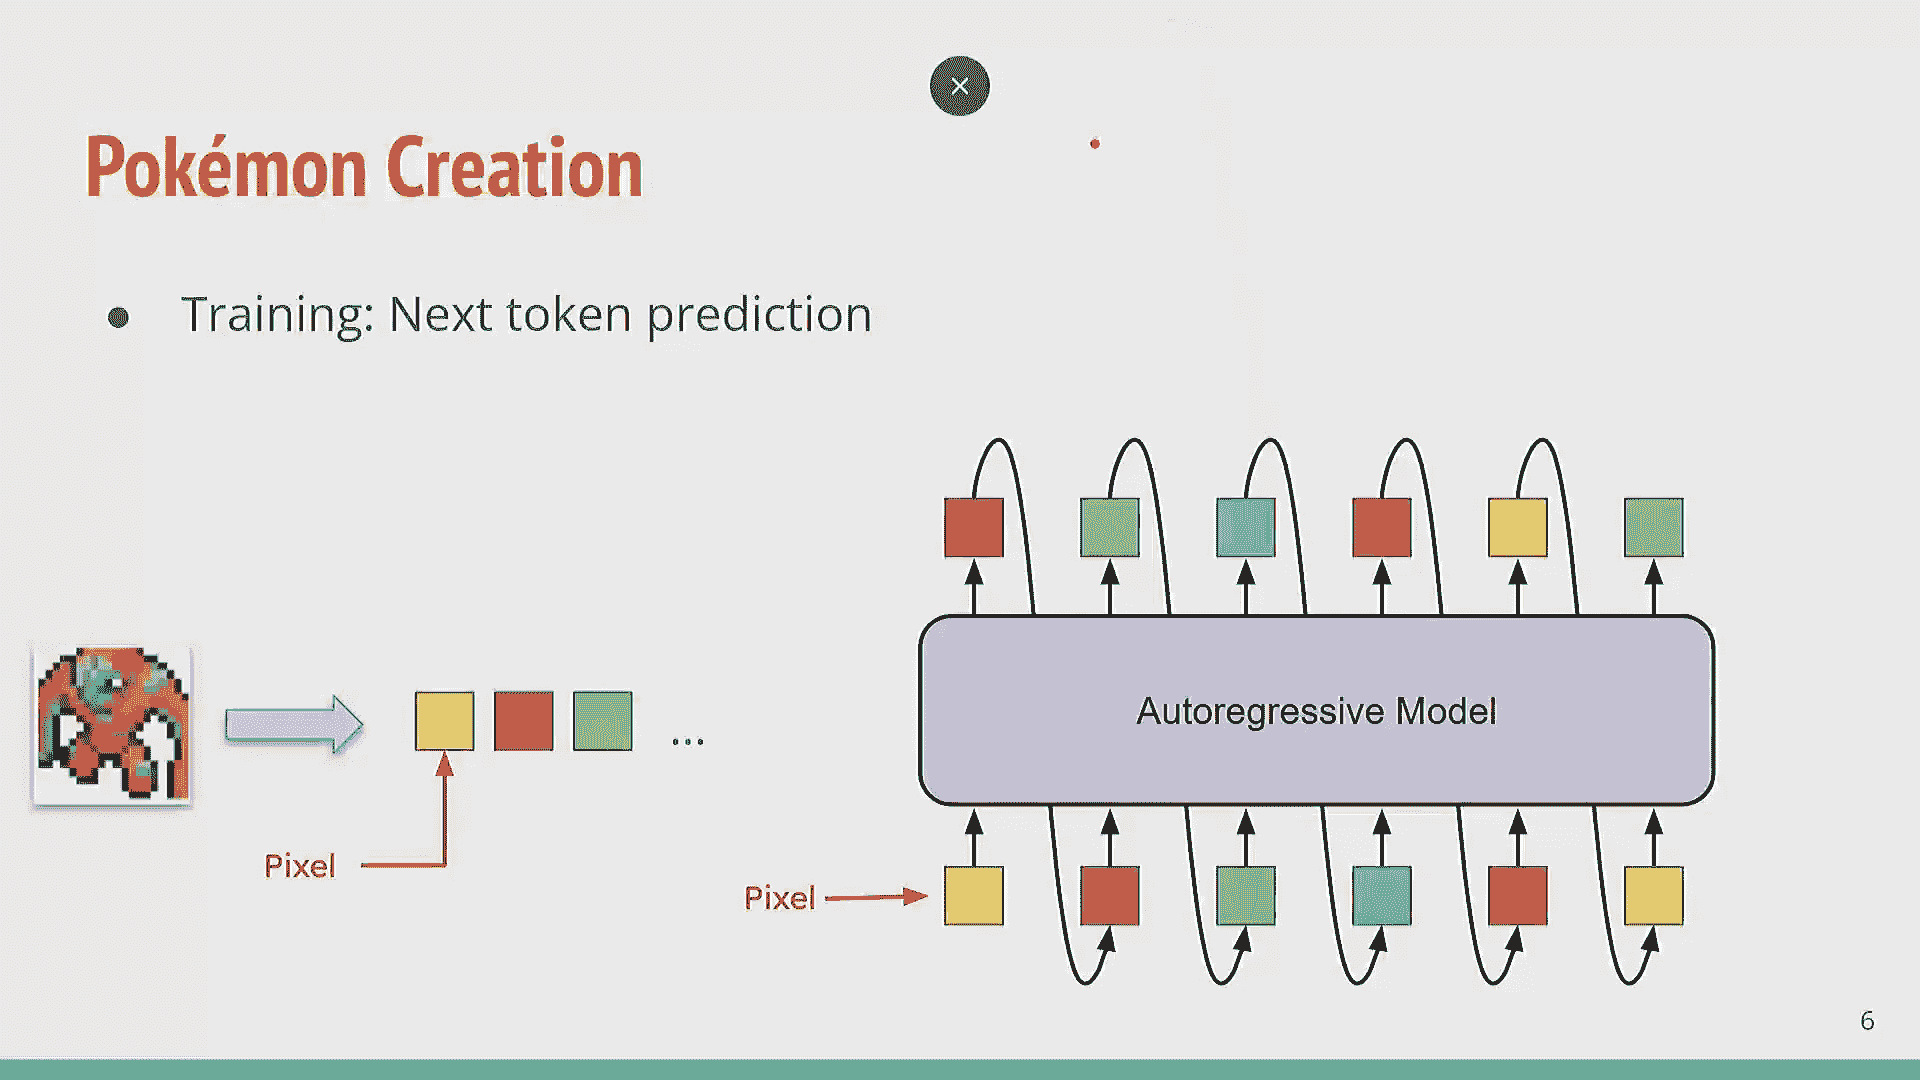 Pokémon Creation
● Training: Next token prediction
...
Autoregressive Model
Pixel
Pixel
6